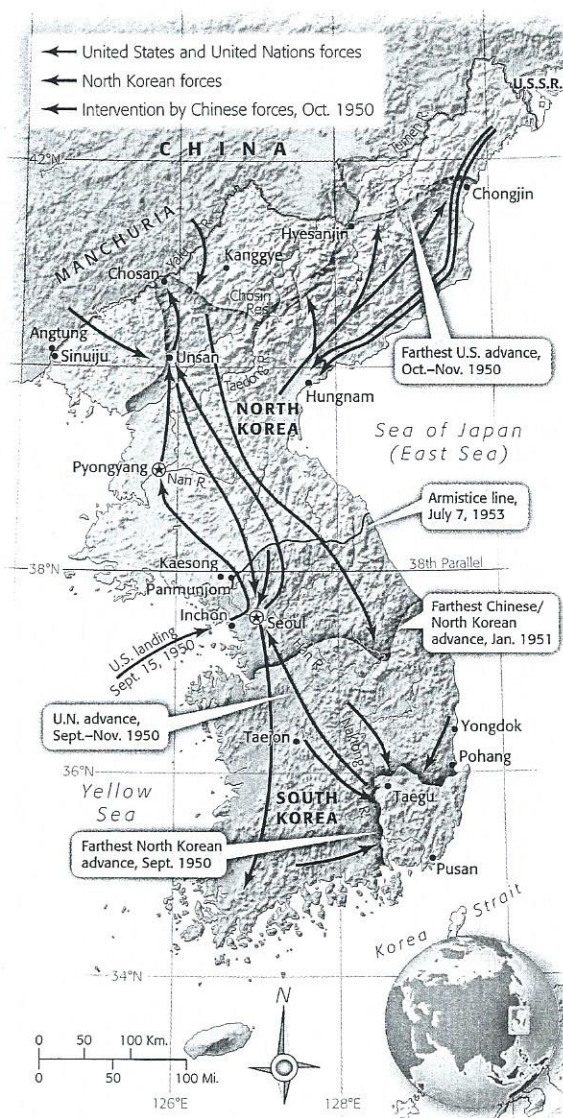 United States and United Nations forces
North Korean forces
Intervention by Chinese forces, Oct. 1950
U.S.S.R.
42°N
CHINA
Tumen R.
Chongjin
Hyesanjin
MANCHURIA
Yalu R.
Kanggye
Chosan
Chosin
Res.
Angtung
Sinuiju
Unsan
Farthest U.S. advance,
Oct.–Nov. 1950
Taedong R.
Hungnam
NORTH
KOREA
Sea of Japan
(East Sea)
Pyongyang
Nan R.
Armistice line,
July 7, 1953
Kaesong
38°N
38th Parallel
Panmunjom
Inchon
Seoul
Farthest Chinese/
North Korean
advance, Jan. 1951
U.S. landing
Sept. 15, 1950
Han R.
U.N. advance,
Sept.–Nov. 1950
Yongdok
Taejon
Naktong
R.
Pohang
36°N
Yellow
Sea
SOUTH
KOREA
Taegu
Farthest North Korean
advance, Sept. 1950
Pusan
Korea Strait
34°N
N
0 50 100 Km.
0 50 100 Mi.
126°E
128°E